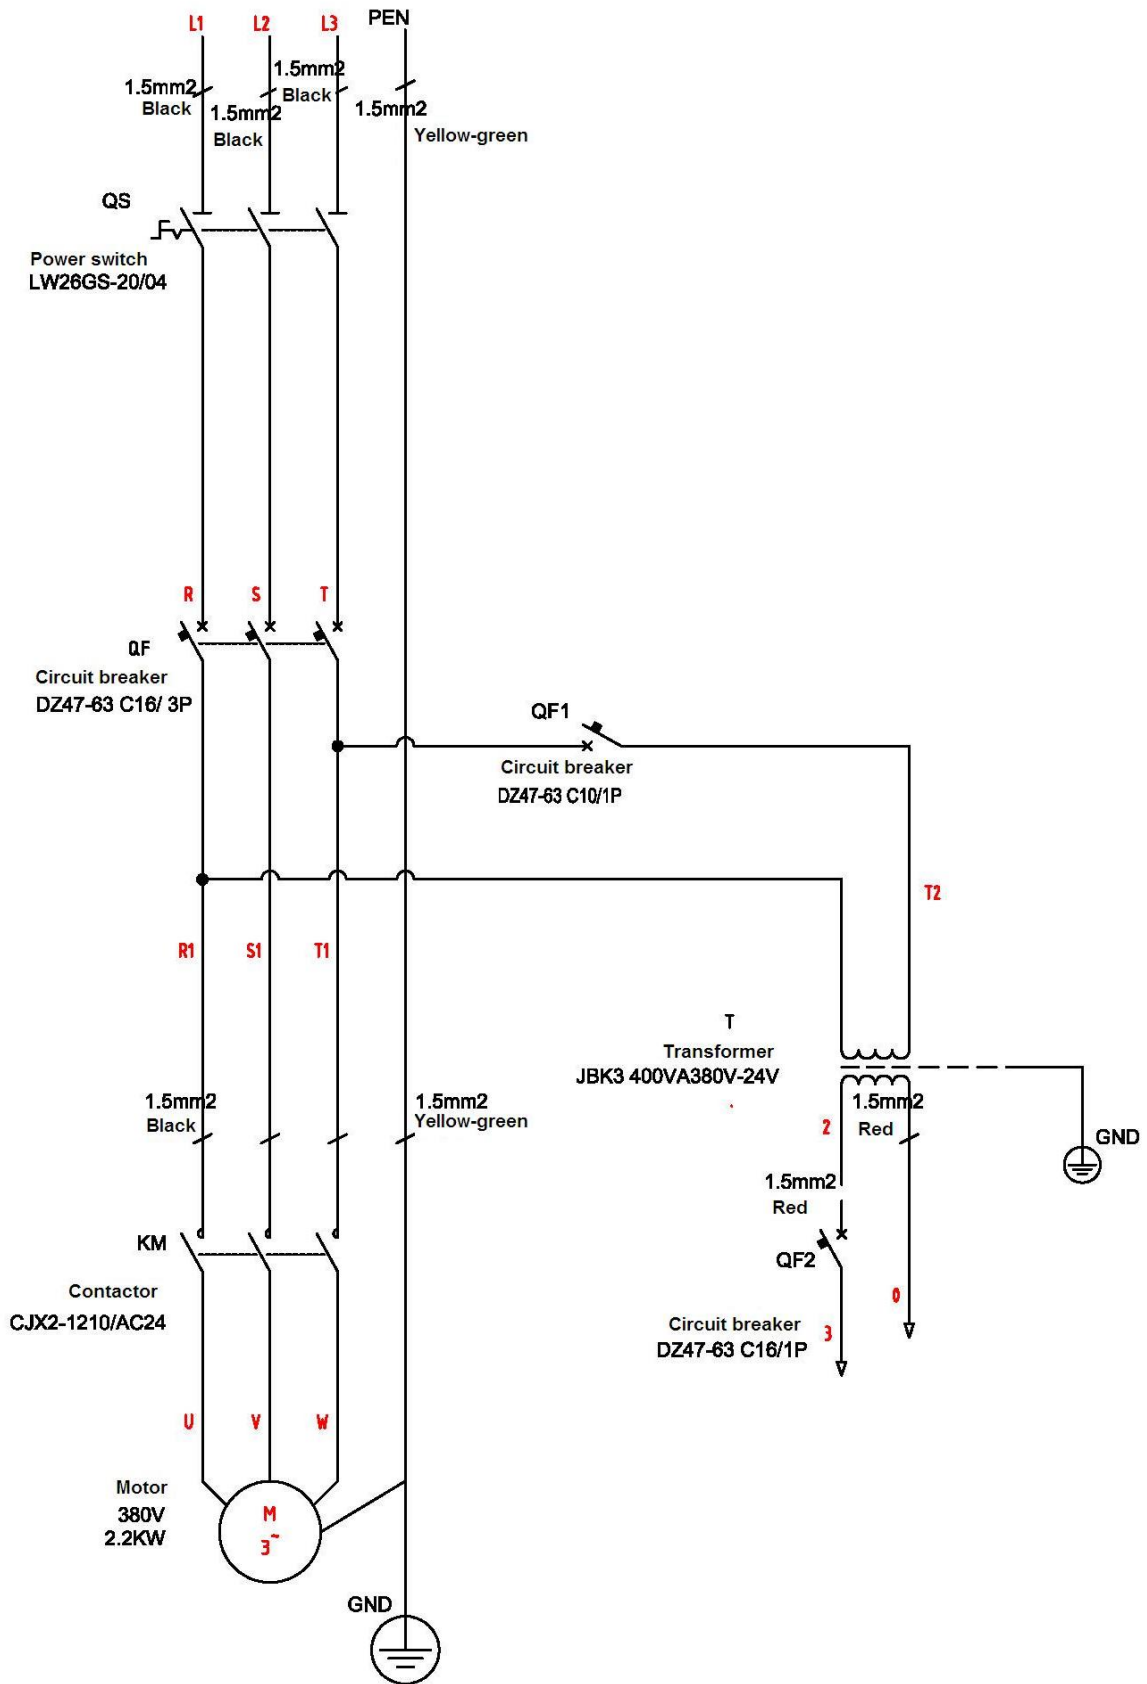 L1
L2
L3
PEN
1.5mm2
Black
1.5mm2
Black
1.5mm2
Black
1.5mm2
Yellow-green
QS
Power switch
LW26GS-20/04
R
S
T
QF
Circuit breaker
DZ47-63 C16/ 3P
QF1
Circuit breaker
DZ47-63 C10/1P
T2
R1
S1
T1
T
Transformer
JBK3 400VA380V-24V
1.5mm2
Black
1.5mm2
Yellow-green
2
1.5mm2
Red
GND
1.5mm2
Red
KM
QF2
Contactor
CJX2-1210/AC24
0
Circuit breaker
DZ47-63 C16/1P
3
U
V
W
Motor
380V
2.2KW
M
3~
GND